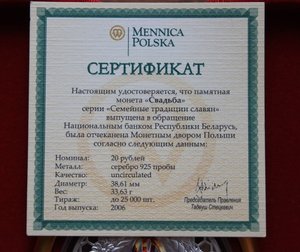 MENNICA
POLSKA
СЕРТИФИКАТ
Настоящим удостоверяется, что памятная
монета «Свадьба»
серии «Семейные традиции славян»
выпущена в обращение
Национальным банком Республики Беларусь,
была отчеканена Монетным двором Польши
согласно следующим данным:
Номинал: 20 рублей
Металл: серебро 925 пробы
Качество: uncirculated
Диаметр: 38,61 мм
Вес: 33,63 г
Тираж: до 25 000 шт.
Год выпуска: 2006
Председатель Правления
Тадеуш Стецкевич